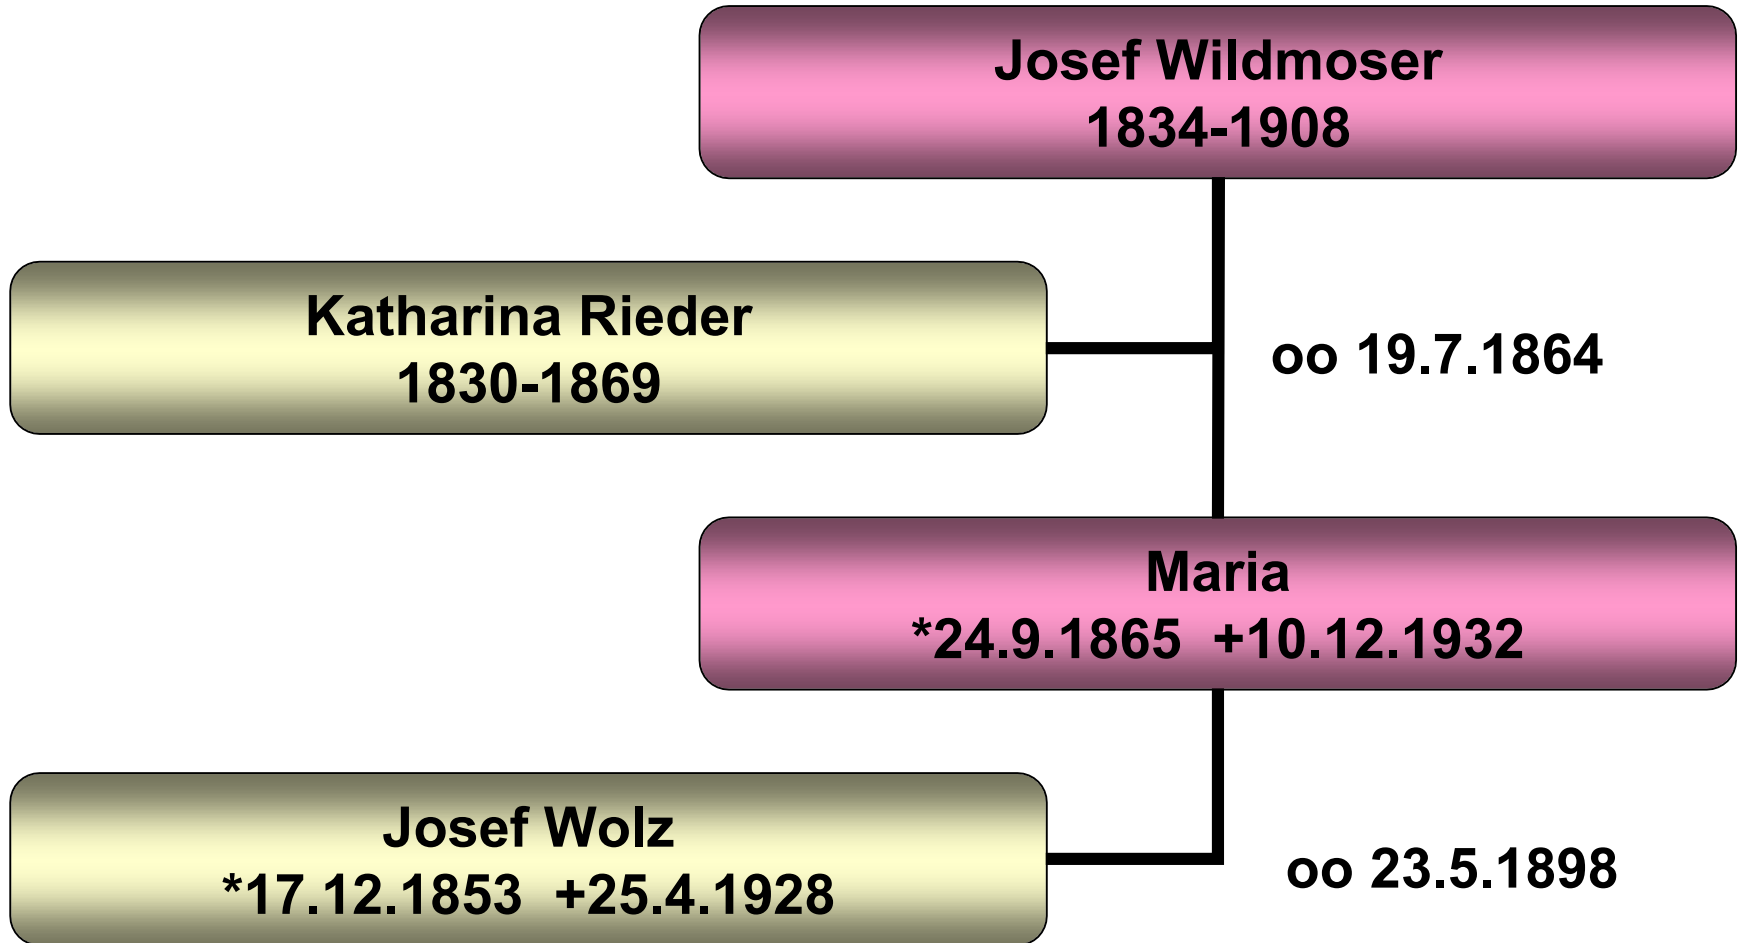 Josef Wildmoser
1834-1908
Katharina Rieder
1830-1869
oo 19.7.1864
Maria
*24.9.1865  +10.12.1932
Josef Wolz
*17.12.1853  +25.4.1928
oo 23.5.1898